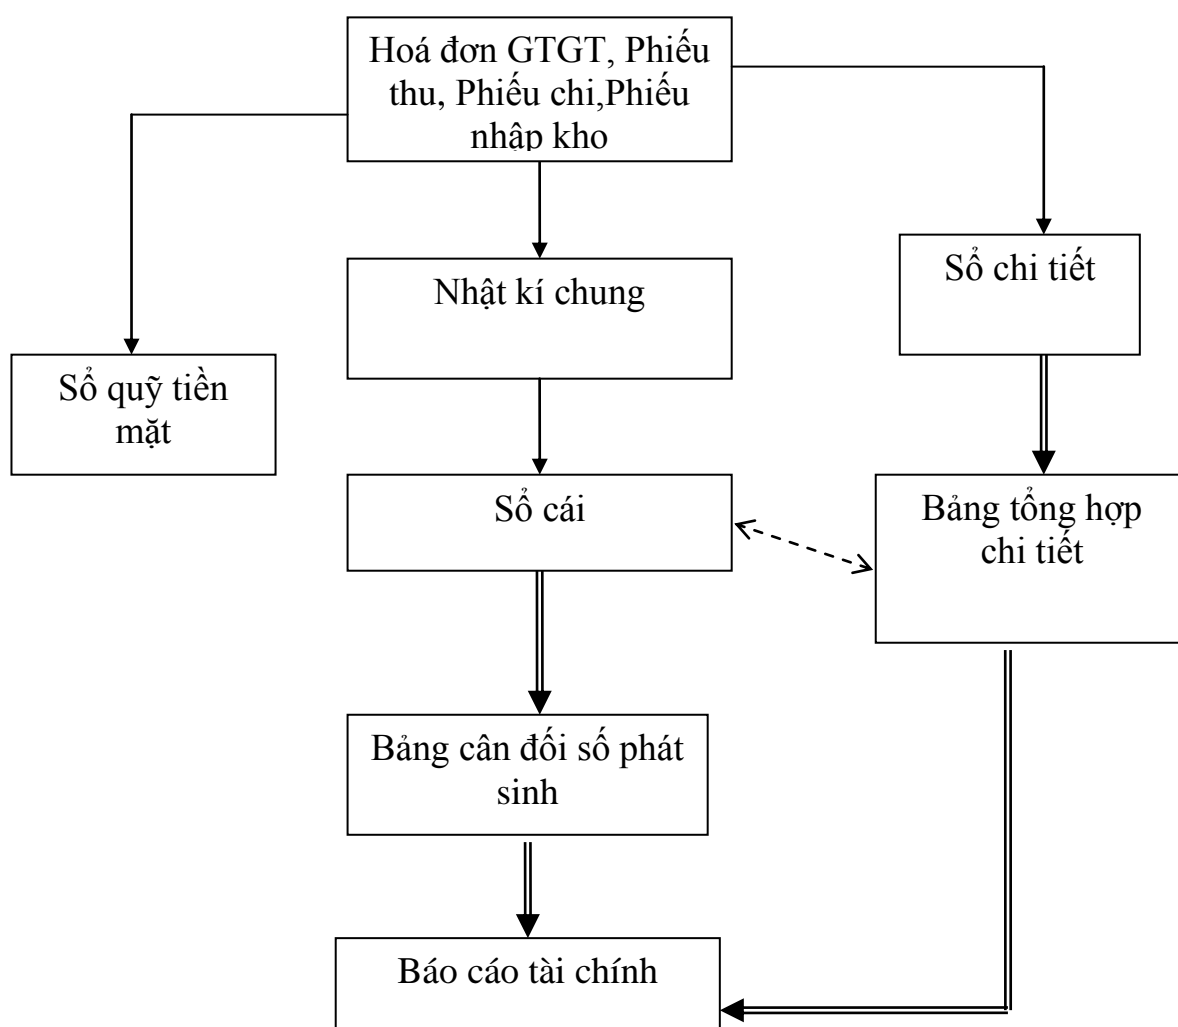 Hoá đơn GTGT, Phiếu
thu, Phiếu chi,Phiếu
nhập kho
Sổ chi tiết
Nhật kí chung
Sổ quỹ tiền
mặt
Sổ cái
Bảng tổng hợp
chi tiết
Bảng cân đối số phát
sinh
Báo cáo tài chính